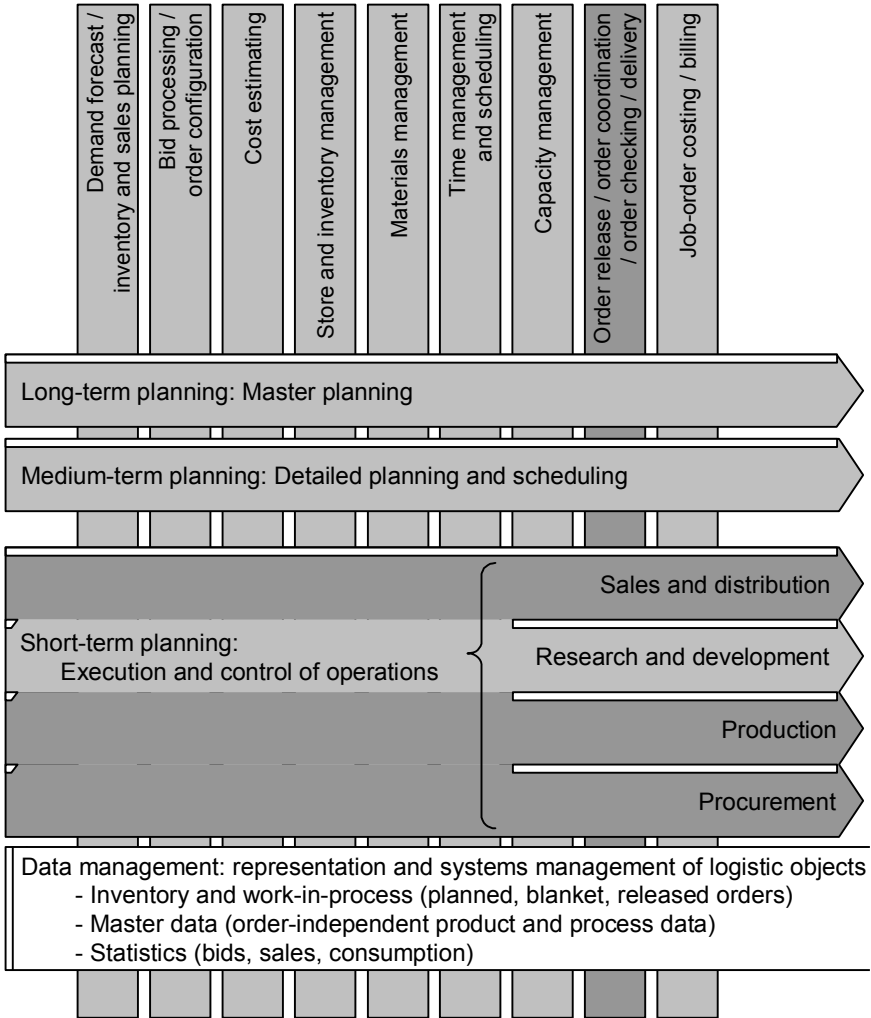 Demand forecast /
inventory and sales planning
Bid processing /
order configuration
Cost estimating
Store and inventory management
Materials management
Time management
and scheduling
Capacity management
Order release / order coordination
/ order checking / delivery
Job-order costing / billing
Long-term planning: Master planning
Medium-term planning: Detailed planning and scheduling
Sales and distribution
Short-term planning:
Execution and control of operations
Research and development
Production
Procurement
Data management: representation and systems management of logistic objects
- Inventory and work-in-process (planned, blanket, released orders)
- Master data (order-independent product and process data)
- Statistics (bids, sales, consumption)